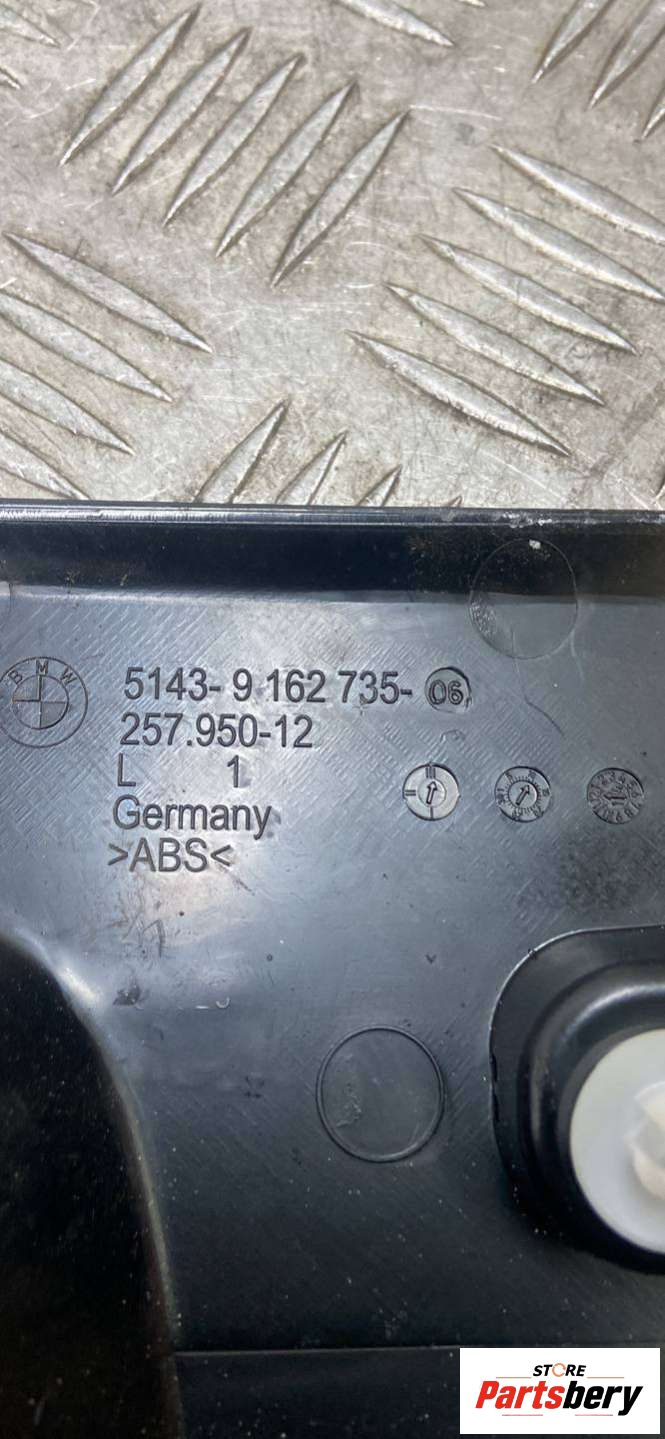 BMW
5143- 9 162 735- 06
257.950-12
L 1
Germany
>ABS<
STORE
Partsbery